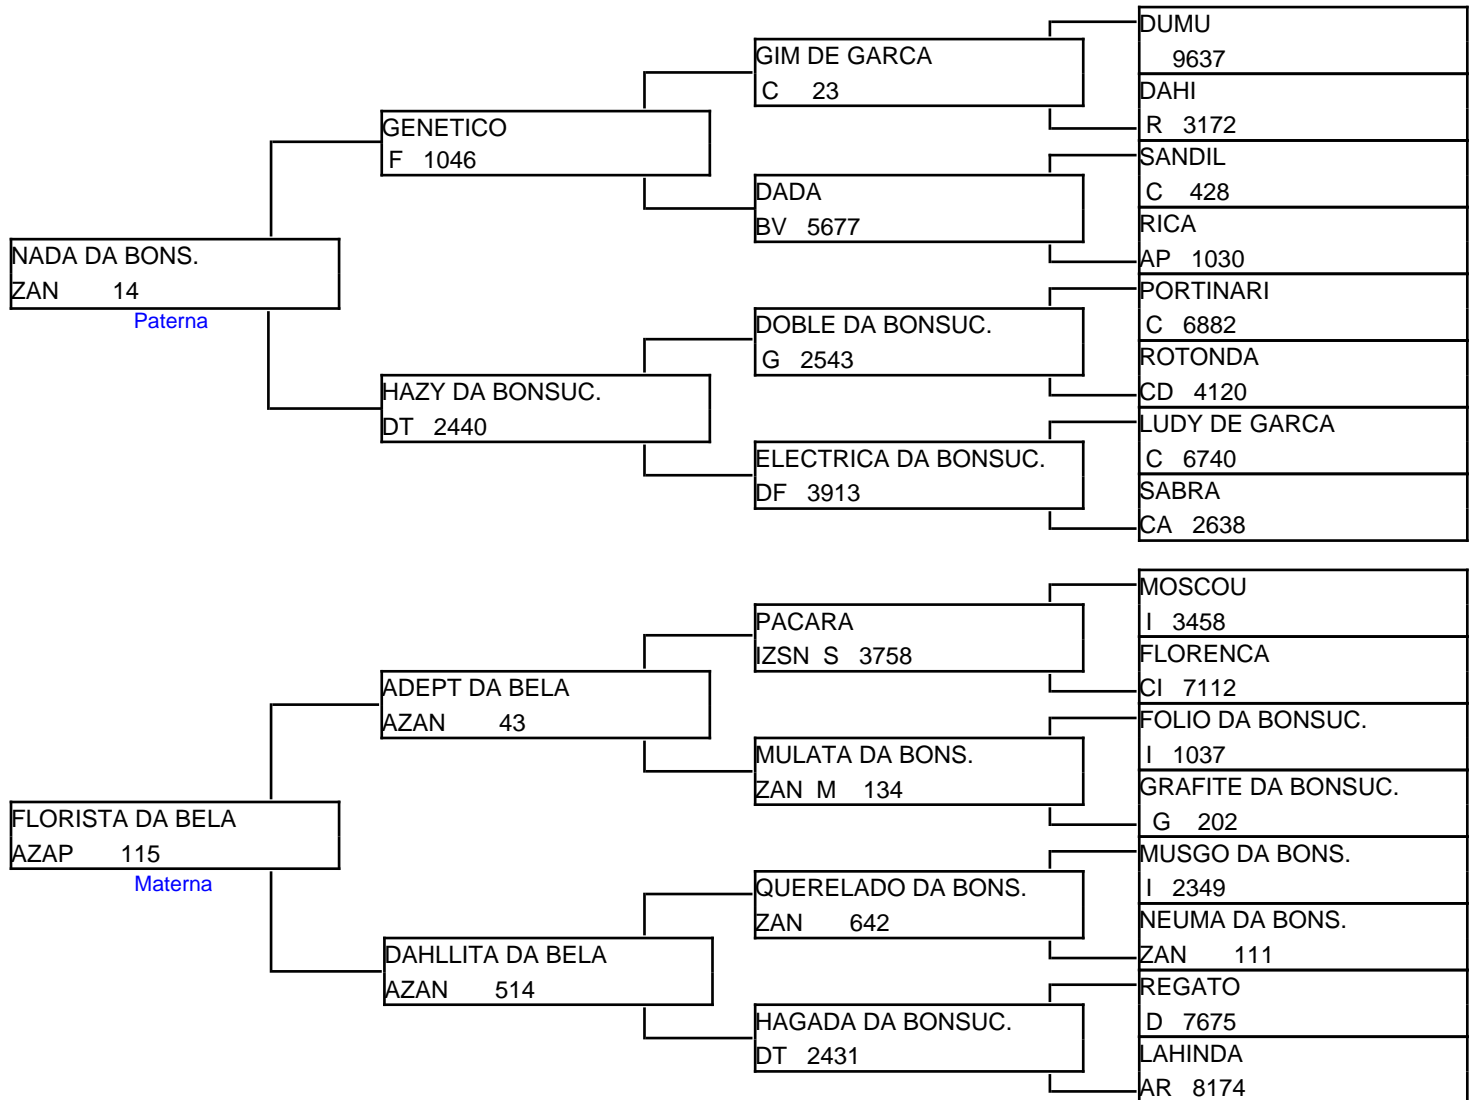 DUMU
9637
GIM DE GARCA
C 23
DAHI
R 3172
GENETICO
F 1046
SANDIL
C 428
DADA
BV 5677
RICA
AP 1030
NADA DA BONS.
ZAN 14
Paterna
PORTINARI
C 6882
DOBLE DA BONSUC.
G 2543
ROTONDA
CD 4120
HAZY DA BONSUC.
DT 2440
LUDY DE GARCA
C 6740
ELECTRICA DA BONSUC.
DF 3913
SABRA
CA 2638
MOSCOU
I 3458
PACARA
IZSN S 3758
FLORENCA
CI 7112
ADEPT DA BELA
AZAN 43
FOLIO DA BONSUC.
I 1037
MULATA DA BONS.
ZAN M 134
GRAFITE DA BONSUC.
G 202
FLORISTA DA BELA
AZAP 115
Materna
MUSGO DA BONS.
I 2349
QUERELADO DA BONS.
ZAN 642
NEUMA DA BONS.
ZAN 111
DAHLLITA DA BELA
AZAN 514
REGATO
D 7675
HAGADA DA BONSUC.
DT 2431
LAHINDA
AR 8174